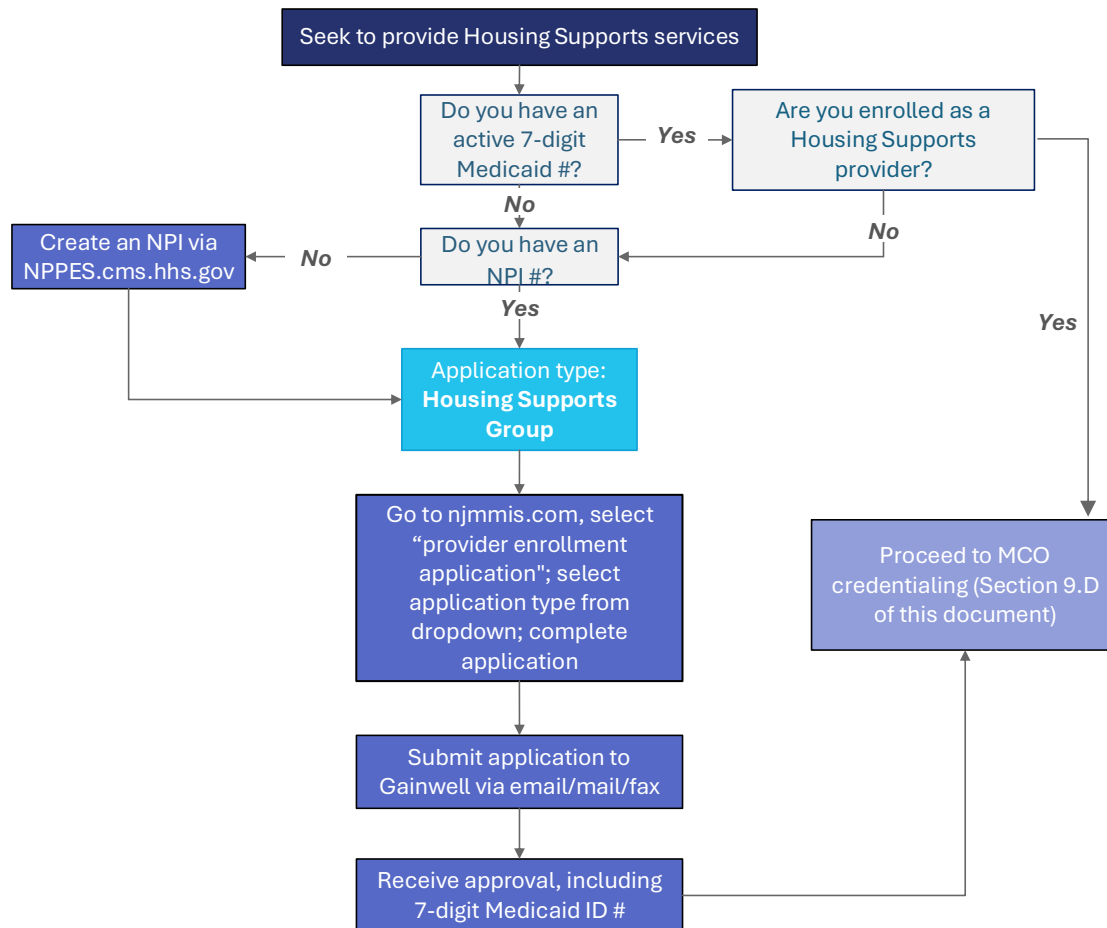 Seek to provide Housing Supports services
Do you have an
active 7-digit
Medicaid #?
Yes
Are you enrolled as a
Housing Supports
provider?
No
No
Create an NPI via
NPPES.cms.hhs.gov
No
Do you have an
NPI #?
Yes
Yes
Application type:
Housing Supports
Group
Go to njmmis.com, select
“provider enrollment
application"; select
application type from
dropdown; complete
application
Proceed to MCO
credentialing (Section 9.D
of this document)
Submit application to
Gainwell via email/mail/fax
Receive approval, including
7-digit Medicaid ID #